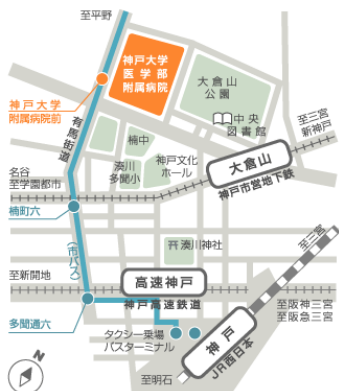 至平野
神戸大学
医学部
附属病院
大倉山
公園
神戸大学
附属病院前
有馬街道
中央
図書館
楠中
湊川
多聞小
神戸文化
ホール
至三宮
新神戸
大倉山
神戸市営地下鉄
名谷
至学園都市
楠町六
(市バス)
湊川神社
至三宮
至新開地
高速神戸
神戸高速鉄道
至阪神三宮
至阪急三宮
多聞通六
タクシー乗場
バスターミナル
神戸
JR西日本
至明石
N